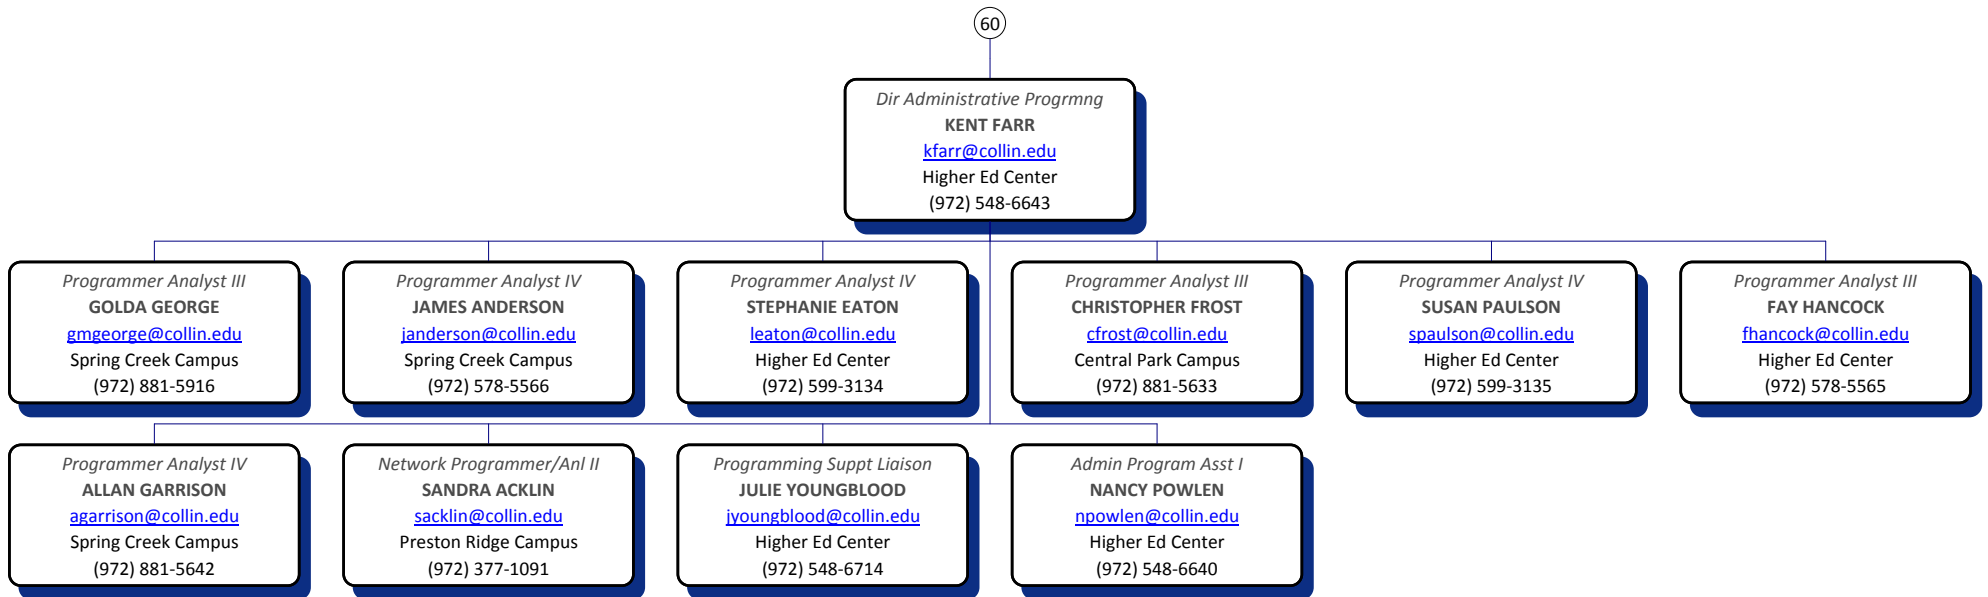 60
Dir Administrative Progrmng
KENT FARR
kfarr@collin.edu
Higher Ed Center
(972) 548-6643
Programmer Analyst III
GOLDA GEORGE
gmgeorge@collin.edu
Spring Creek Campus
(972) 881-5916
Programmer Analyst IV
JAMES ANDERSON
janderson@collin.edu
Spring Creek Campus
(972) 578-5566
Programmer Analyst IV
STEPHANIE EATON
leaton@collin.edu
Higher Ed Center
(972) 599-3134
Programmer Analyst III
CHRISTOPHER FROST
cfrost@collin.edu
Central Park Campus
(972) 881-5633
Programmer Analyst IV
SUSAN PAULSON
spaulson@collin.edu
Higher Ed Center
(972) 599-3135
Programmer Analyst III
FAY HANCOCK
fhancock@collin.edu
Higher Ed Center
(972) 578-5565
Programmer Analyst IV
ALLAN GARRISON
agarrison@collin.edu
Spring Creek Campus
(972) 881-5642
Network Programmer/Anl II
SANDRA ACKLIN
sacklin@collin.edu
Preston Ridge Campus
(972) 377-1091
Programming Suppt Liaison
JULIE YOUNGBLOOD
jyoungblood@collin.edu
Higher Ed Center
(972) 548-6714
Admin Program Asst I
NANCY POWLEN
npowlen@collin.edu
Higher Ed Center
(972) 548-6640